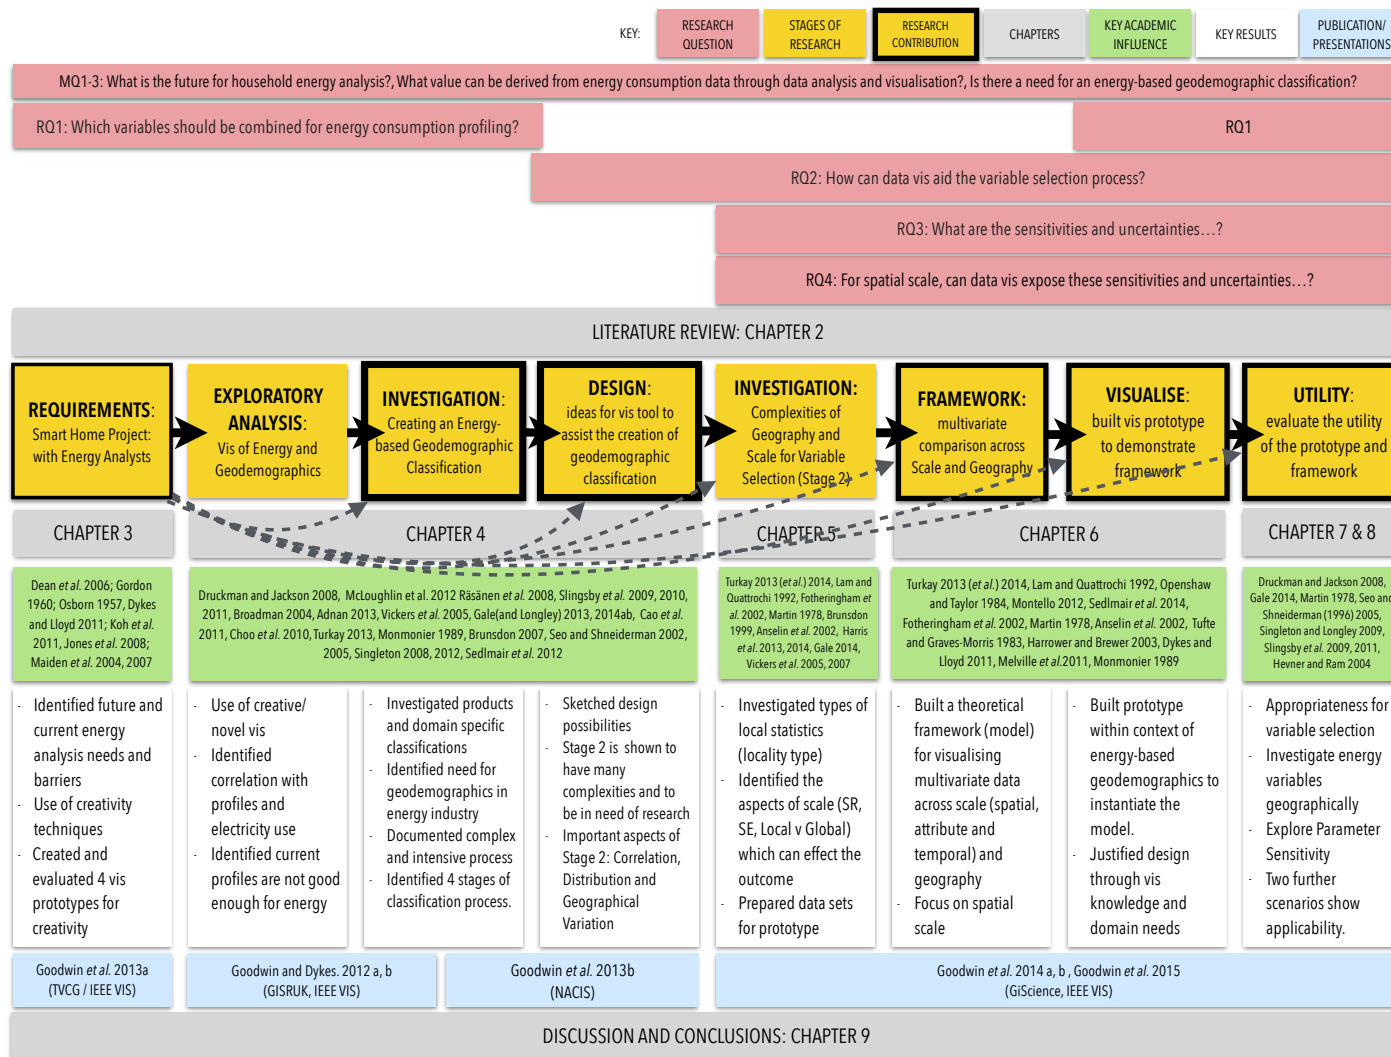 KEY:
RESEARCH
QUESTION
STAGES OF
RESEARCH
RESEARCH
CONTRIBUTION
CHAPTERS
KEY ACADEMIC
INFLUENCE
KEY RESULTS
PUBLICATION/
PRESENTATIONS
MQ1-3: What is the future for household energy analysis?, What value can be derived from energy consumption data through data analysis and visualisation?, Is there a need for an energy-based geodemographic classification?
RQ1: Which variables should be combined for energy consumption profiling?
RQ1
RQ2: How can data vis aid the variable selection process?
RQ3: What are the sensitivities and uncertainties...?
RQ4: For spatial scale, can data vis expose these sensitivities and uncertainties...?
LITERATURE REVIEW: CHAPTER 2
REQUIREMENTS:
Smart Home Project:
with Energy Analysts
EXPLORATORY
ANALYSIS:
Vis of Energy and
Geodemographics
INVESTIGATION:
Creating an Energy-
based Geodemographic
Classification
DESIGN:
ideas for vis tool to
assist the creation of
geodemographic
classification
INVESTIGATION:
Complexities of
Geography and
Scale for Variable
Selection (Stage 2)
FRAMEWORK:
multivariate
comparison across
Scale and Geography
VISUALISE:
built vis prototype
to demonstrate
framework
UTILITY:
evaluate the utility
of the prototype and
framework
CHAPTER 3
CHAPTER 4
CHAPTER 5
CHAPTER 6
CHAPTER 7 & 8
Dean et al. 2006; Gordon
1960; Osborn 1957, Dykes
and Lloyd 2011; Koh et al.
2011, Jones et al. 2008;
Maiden et al. 2004, 2007
Druckman and Jackson 2008, McLoughlin et al. 2012 Räsänen et al. 2008, Slingsby et al. 2009, 2010,
2011, Broadman 2004, Adnan 2013, Vickers et al. 2005, Gale(and Longley) 2013, 2014ab, Cao et al.
2011, Choo et al. 2010, Turkay 2013, Monmonier 1989, Brunsdon 2007, Seo and Shneiderman 2002,
2005, Singleton 2008, 2012, Sedlmair et al. 2012
Turkay 2013 (et al.) 2014, Lam and
Quattrochi 1992, Fotheringham et
al. 2002, Martin 1978, Brunsdon
1999, Anselin et al. 2002, Harris
et al. 2013, 2014, Gale 2014,
Vickers et al. 2005, 2007
Turkay 2013 (et al.) 2014, Lam and Quattrochi 1992, Openshaw
and Taylor 1984, Montello 2012, Sedlmair et al. 2014,
Fotheringham et al. 2002, Martin 1978, Anselin et al. 2002, Tufte
and Graves-Morris 1983, Harrower and Brewer 2003, Dykes and
Lloyd 2011, Melville et al.2011, Monmonier 1989
Druckman and Jackson 2008,
Gale 2014, Martin 1978, Seo and
Shneiderman (1996) 2005,
Singleton and Longley 2009,
Slingsby et al. 2009, 2011,
Hevner and Ram 2004
- Identified future and
current energy
analysis needs and
barriers
- Use of creativity
techniques
- Created and
evaluated 4 vis
prototypes for
creativity
- Use of creative/
novel vis
- Identified
correlation with
profiles and
electricity use
- Identified current
profiles are not good
enough for energy
- Investigated products
and domain specific
classifications
- Identified need for
geodemographics in
energy industry
- Documented complex
and intensive process
- Identified 4 stages of
classification process.
- Sketched design
possibilities
- Stage 2 is shown to
have many
complexities and to
be in need of research
- Important aspects of
Stage 2: Correlation,
Distribution and
Geographical
Variation
- Investigated types of
local statistics
(locality type)
- Identified the
aspects of scale (SR,
SE, Local v Global)
which can effect the
outcome
- Prepared data sets
for prototype
- Built a theoretical
framework (model)
for visualising
multivariate data
across scale (spatial,
attribute and
temporal) and
geography
- Focus on spatial
scale
- Built prototype
within context of
energy-based
geodemographics to
instantiate the
model.
- Justified design
through vis
knowledge and
domain needs
- Appropriateness for
variable selection
- Investigate energy
variables
geographically
- Explore Parameter
Sensitivity
- Two further
scenarios show
applicability.
Goodwin et al. 2013a
(TVCG / IEEE VIS)
Goodwin and Dykes. 2012 a, b
(GISRUK, IEEE VIS)
Goodwin et al. 2013b
(NACIS)
Goodwin et al. 2014 a, b , Goodwin et al. 2015
(GiScience, IEEE VIS)
DISCUSSION AND CONCLUSIONS: CHAPTER 9